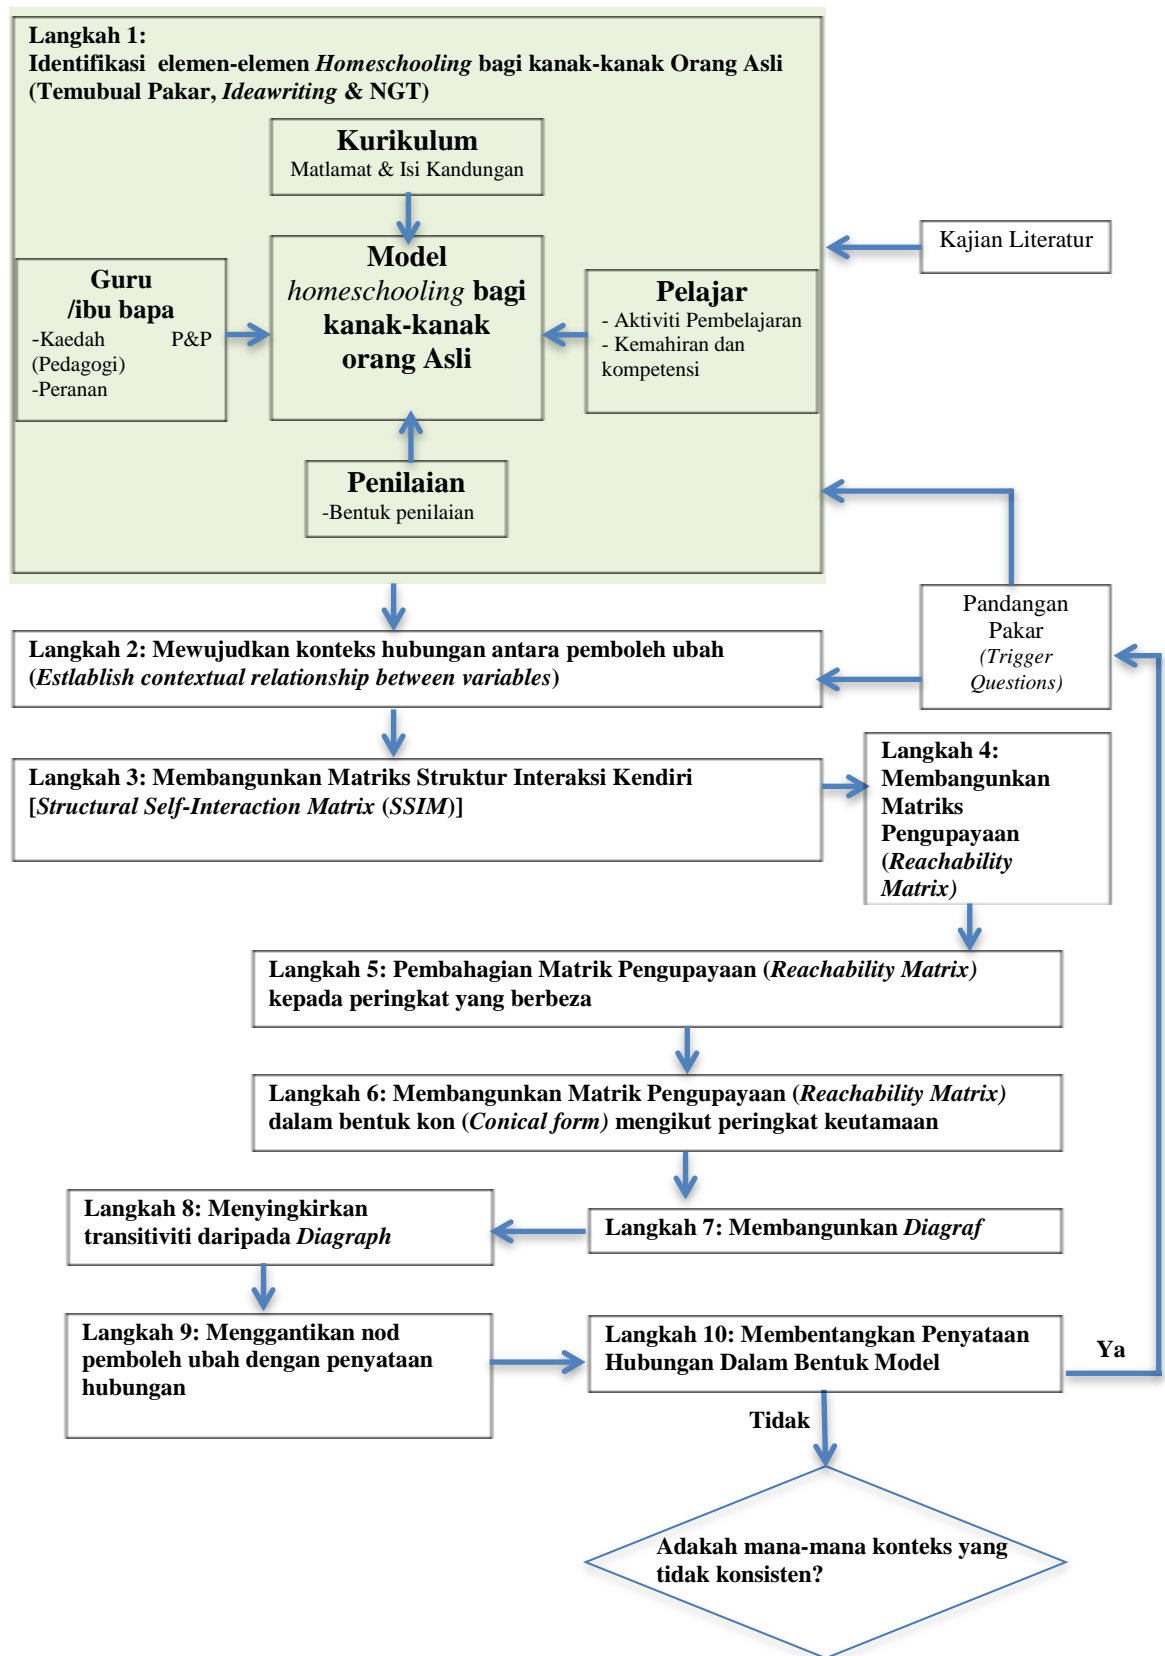 Langkah 1:
Identifikasi elemen-elemen Homeschooling bagi kanak-kanak Orang Asli
(Temubual Pakar, Ideawriting & NGT)
Kurikulum
Matlamat & Isi Kandungan
Model
homeschooling bagi
kanak-kanak
orang Asli
Guru
/ibu bapa
-Kaedah P&P
(Pedagogi)
-Peranan
Pelajar
- Aktiviti Pembelajaran
- Kemahiran dan
kompetensi
Penilaian
-Bentuk penilaian
Kajian Literatur
Pandangan
Pakar
(Trigger
Questions)
Langkah 2: Mewujudkan konteks hubungan antara pemboleh ubah
(Estlablish contextual relationship between variables)
Langkah 3: Membangunkan Matriks Struktur Interaksi Kendiri
[Structural Self-Interaction Matrix (SSIM)]
Langkah 4:
Membangunkan
Matriks
Pengupayaan
(Reachability
Matrix)
Langkah 5: Pembahagian Matrik Pengupayaan (Reachability Matrix)
kepada peringkat yang berbeza
Langkah 6: Membangunkan Matrik Pengupayaan (Reachability Matrix)
dalam bentuk kon (Conical form) mengikut peringkat keutamaan
Langkah 7: Membangunkan Diagraf
Langkah 8: Menyingkirkan
transitiviti daripada Diagraph
Langkah 9: Menggantikan nod
pemboleh ubah dengan penyataan
hubungan
Langkah 10: Membentangkan Penyataan
Hubungan Dalam Bentuk Model
Ya
Tidak
Adakah mana-mana konteks yang
tidak konsisten?